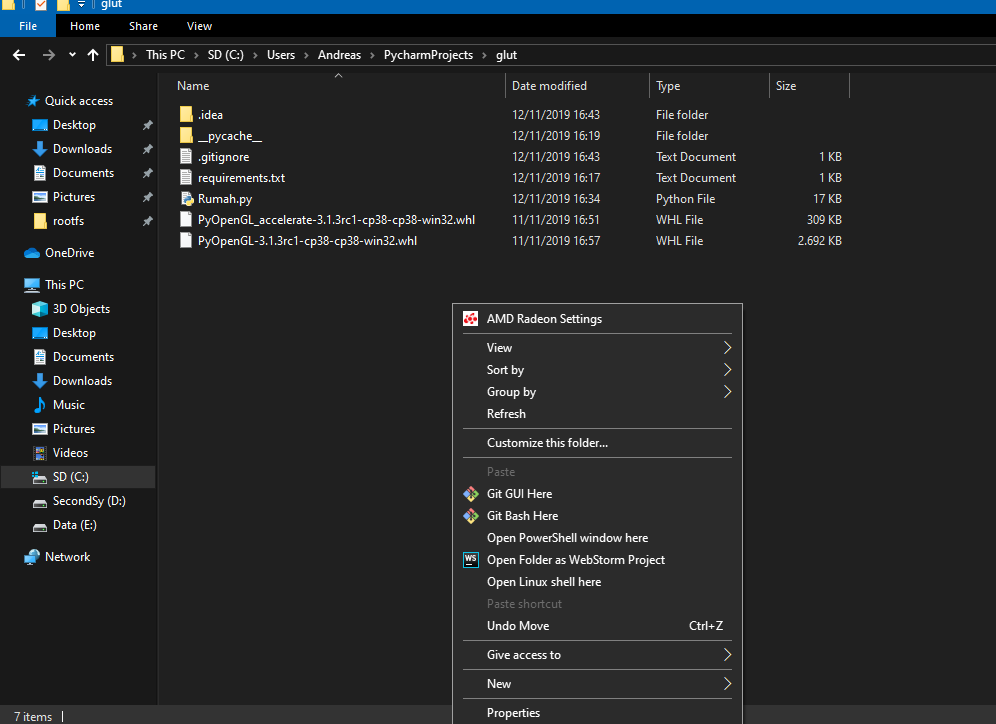 glut
File Home Share View
This PC SD (C:) Users Andreas PycharmProjects glut
Name Date modified Type Size
.idea 12/11/2019 16:43 File folder
__pycache__ 12/11/2019 16:19 File folder
.gitignore 12/11/2019 16:43 Text Document 1 KB
requirements.txt 12/11/2019 16:17 Text Document 1 KB
Rumah.py 12/11/2019 16:34 Python File 17 KB
PyOpenGL_accelerate-3.1.3rc1-cp38-cp38-win32.whl 11/11/2019 16:51 WHL File 309 KB
PyOpenGL-3.1.3rc1-cp38-cp38-win32.whl 11/11/2019 16:57 WHL File 2.692 KB
Quick access
Desktop
Downloads
Documents
Pictures
rootfs
OneDrive
This PC
3D Objects
Desktop
Documents
Downloads
Music
Pictures
Videos
SD (C:)
SecondSy (D:)
Data (E:)
Network
AMD Radeon Settings
View
Sort by
Group by
Refresh
Customize this folder...
Paste
Git GUI Here
Git Bash Here
Open PowerShell window here
WS Open Folder as WebStorm Project
Open Linux shell here
Paste shortcut
Undo Move Ctrl+Z
Give access to
New
Properties
7 items